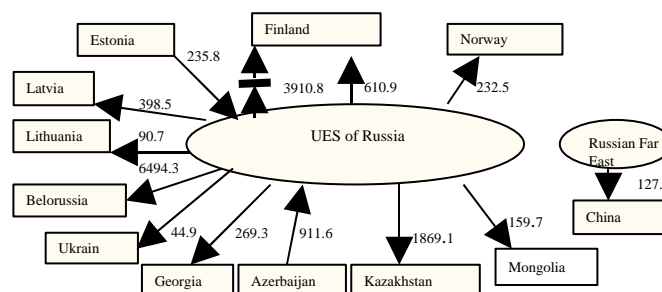 Finland
Norway
Estonia
235.8
Latvia
3910.8
610.9
232.5
398.5
Lithuania
90.7
UES of Russia
Russian Far
East
6494.3
127.
Belorussia
China
44.9
269.3
911.6
1869.1
159.7
Ukrain
Georgia
Azerbaijan
Kazakhstan
Mongolia